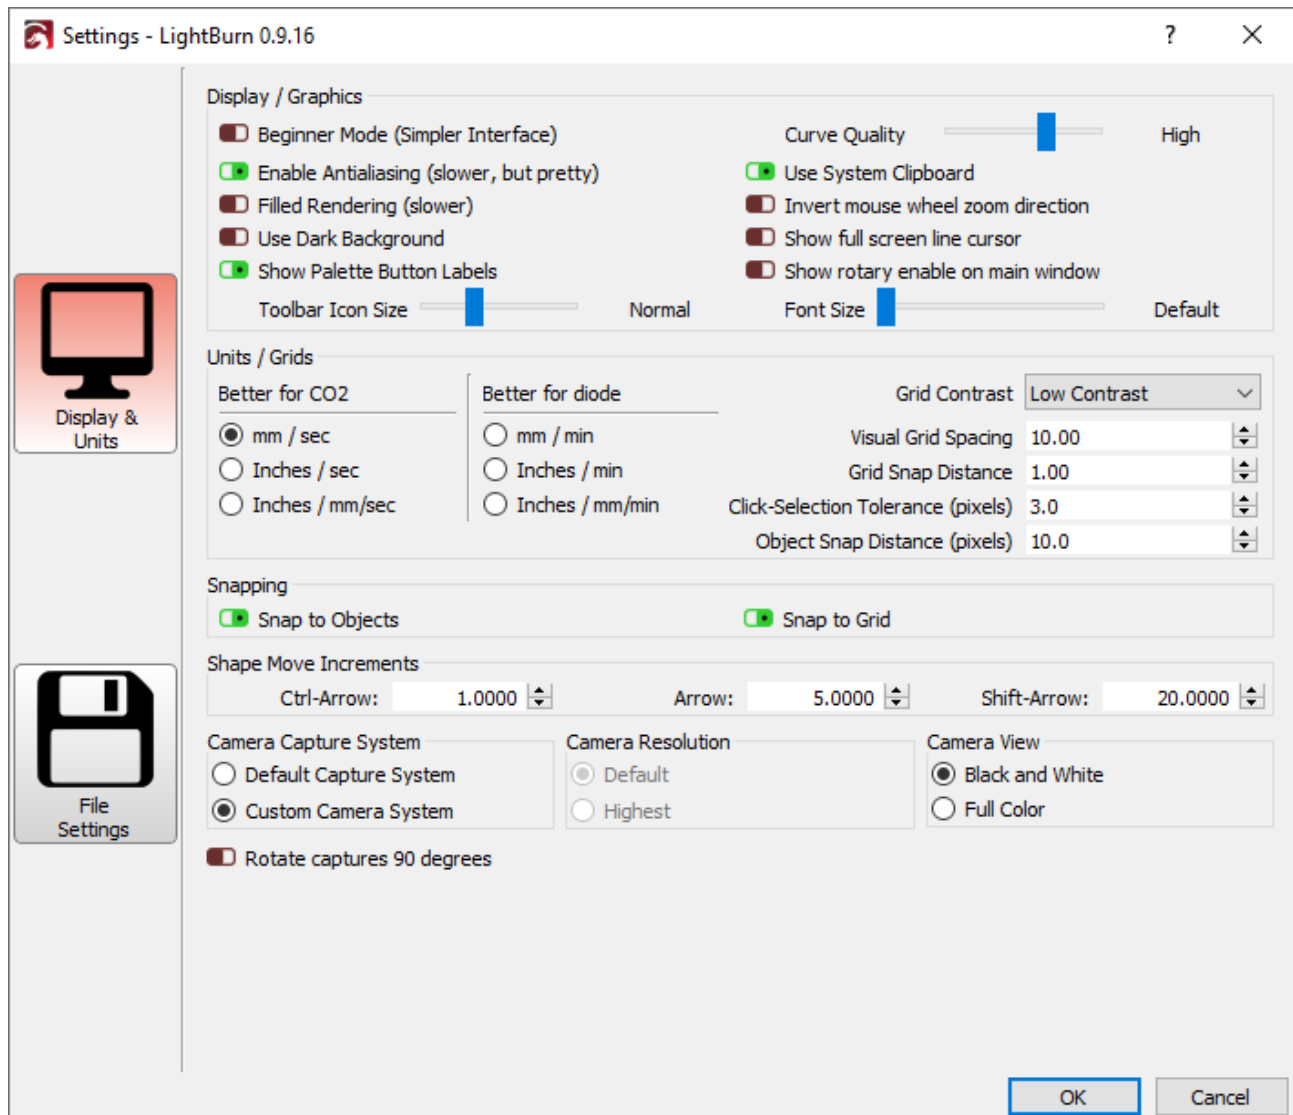 Settings - LightBurn 0.9.16
?
Display / Graphics
Beginner Mode (Simpler Interface)
Curve Quality
High
Enable Antialiasing (slower, but pretty)
Use System Clipboard
Filled Rendering (slower)
Invert mouse wheel zoom direction
Use Dark Background
Show full screen line cursor
Show Palette Button Labels
Show rotary enable on main window
Toolbar Icon Size
Normal
Font Size
Default
Display &
Units
File
Settings
Units / Grids
Better for CO2
mm / sec
Inches / sec
Inches / mm/sec
Better for diode
mm / min
Inches / min
Inches / mm/min
Grid Contrast Low Contrast
Visual Grid Spacing 10.00
Grid Snap Distance 1.00
Click-Selection Tolerance (pixels) 3.0
Object Snap Distance (pixels) 10.0
Snapping
Snap to Objects
Snap to Grid
Shape Move Increments
Ctrl-Arrow: 1.0000
Arrow: 5.0000
Shift-Arrow: 20.0000
Camera Capture System
Default Capture System
Custom Camera System
Camera Resolution
Default
Highest
Camera View
Black and White
Full Color
Rotate captures 90 degrees
OK
Cancel